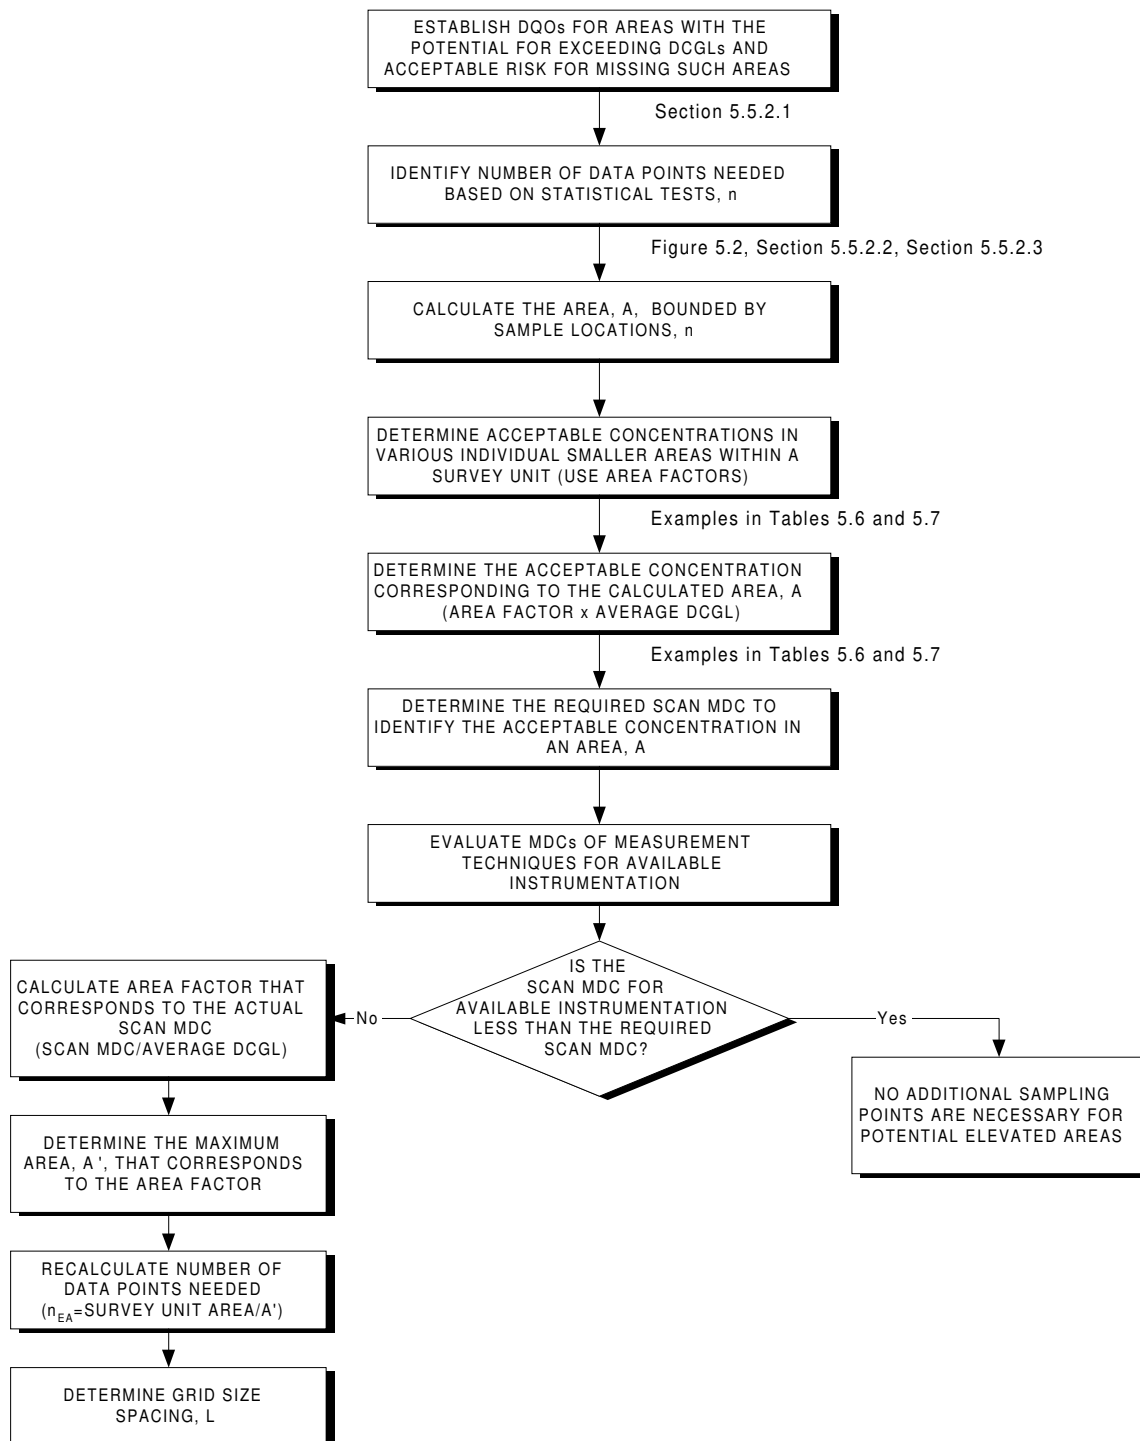 ESTABLISH DQOs FOR AREAS WITH THE
POTENTIAL FOR EXCEEDING DCGLs AND
ACCEPTABLE RISK FOR MISSING SUCH AREAS
Section 5.5.2.1
IDENTIFY NUMBER OF DATA POINTS NEEDED
BASED ON STATISTICAL TESTS, n
Figure 5.2, Section 5.5.2.2, Section 5.5.2.3
CALCULATE THE AREA, A, BOUNDED BY
SAMPLE LOCATIONS, n
DETERMINE ACCEPTABLE CONCENTRATIONS IN
VARIOUS INDIVIDUAL SMALLER AREAS WITHIN A
SURVEY UNIT (USE AREA FACTORS)
Examples in Tables 5.6 and 5.7
DETERMINE THE ACCEPTABLE CONCENTRATION
CORRESPONDING TO THE CALCULATED AREA, A
(AREA FACTOR x AVERAGE DCGL)
Examples in Tables 5.6 and 5.7
DETERMINE THE REQUIRED SCAN MDC TO
IDENTIFY THE ACCEPTABLE CONCENTRATION IN
AN AREA, A
EVALUATE MDCs OF MEASUREMENT
TECHNIQUES FOR AVAILABLE
INSTRUMENTATION
IS THE
SCAN MDC FOR
AVAILABLE INSTRUMENTATION
LESS THAN THE REQUIRED
SCAN MDC?
No
Yes
CALCULATE AREA FACTOR THAT
CORRESPONDS TO THE ACTUAL
SCAN MDC
(SCAN MDC/AVERAGE DCGL)
NO ADDITIONAL SAMPLING
POINTS ARE NECESSARY FOR
POTENTIAL ELEVATED AREAS
DETERMINE THE MAXIMUM
AREA, A', THAT CORRESPONDS
TO THE AREA FACTOR
RECALCULATE NUMBER OF
DATA POINTS NEEDED
(nEA=SURVEY UNIT AREA/A')
DETERMINE GRID SIZE
SPACING, L